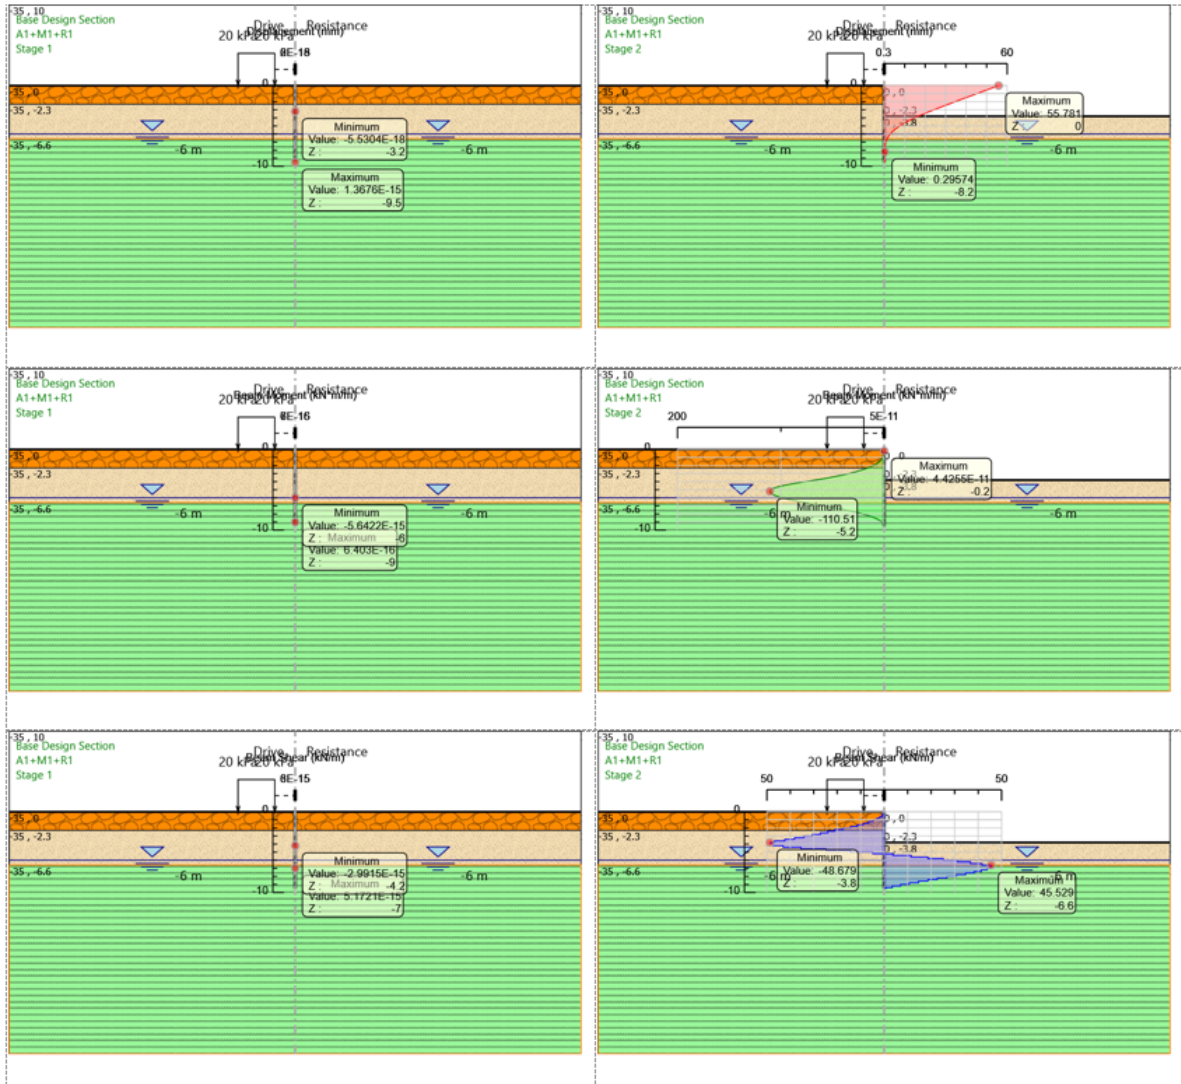 -35, 10
Base Design Section
A1+M1+R1
Stage 1
Drive Resistance
Displacement (mm)
20 kPa 20 kPa
0
-35, 0
-35, -2.3
-35, -6.6
-6 m
-6 m
-10
Minimum
Value: -5.5304E-18
Z : -3.2
Maximum
Value: 1.3676E-15
Z : -9.5
-35, 10
Base Design Section
A1+M1+R1
Stage 2
Drive Resistance
Displacement (mm)
20 kPa 20 kPa
0.3 60
0
-35, 0
-35, -2.3
-35, -6.6
-6 m
-6 m
-10
Maximum
Value: 55.781
Z : 0
Minimum
Value: 0.29574
Z : -8.2
-35, 10
Base Design Section
A1+M1+R1
Stage 1
Drive Resistance
Beam Moment (kN*m/m)
20 kPa 20 kPa
0
-35, 0
-35, -2.3
-35, -6.6
-6 m
-6 m
-10
Minimum
Value: -5.6422E-15
Z : -6
Maximum
Value: 6.403E-16
Z : -9
-35, 10
Base Design Section
A1+M1+R1
Stage 2
Drive Resistance
Beam Moment (kN*m/m)
20 kPa 20 kPa
200 5E-11
0
-35, 0
-35, -2.3
-35, -6.6
-6 m
-6 m
-10
Maximum
Value: 4.4255E-11
Z : -0.2
Minimum
Value: -110.51
Z : -5.2
-35, 10
Base Design Section
A1+M1+R1
Stage 1
Drive Resistance
Beam Shear (kN/m)
20 kPa 20 kPa
0
-35, 0
-35, -2.3
-35, -6.6
-6 m
-6 m
-10
Minimum
Value: -2.9915E-15
Z : -4.2
Maximum
Value: 5.1721E-15
Z : -7
-35, 10
Base Design Section
A1+M1+R1
Stage 2
Drive Resistance
Beam Shear (kN/m)
20 kPa 20 kPa
50 50
0
-35, 0
-35, -2.3
-3.8
-35, -6.6
-6 m
-6 m
-10
Minimum
Value: -48.679
Z : -3.8
Maximum
Value: 45.529
Z : -6.6